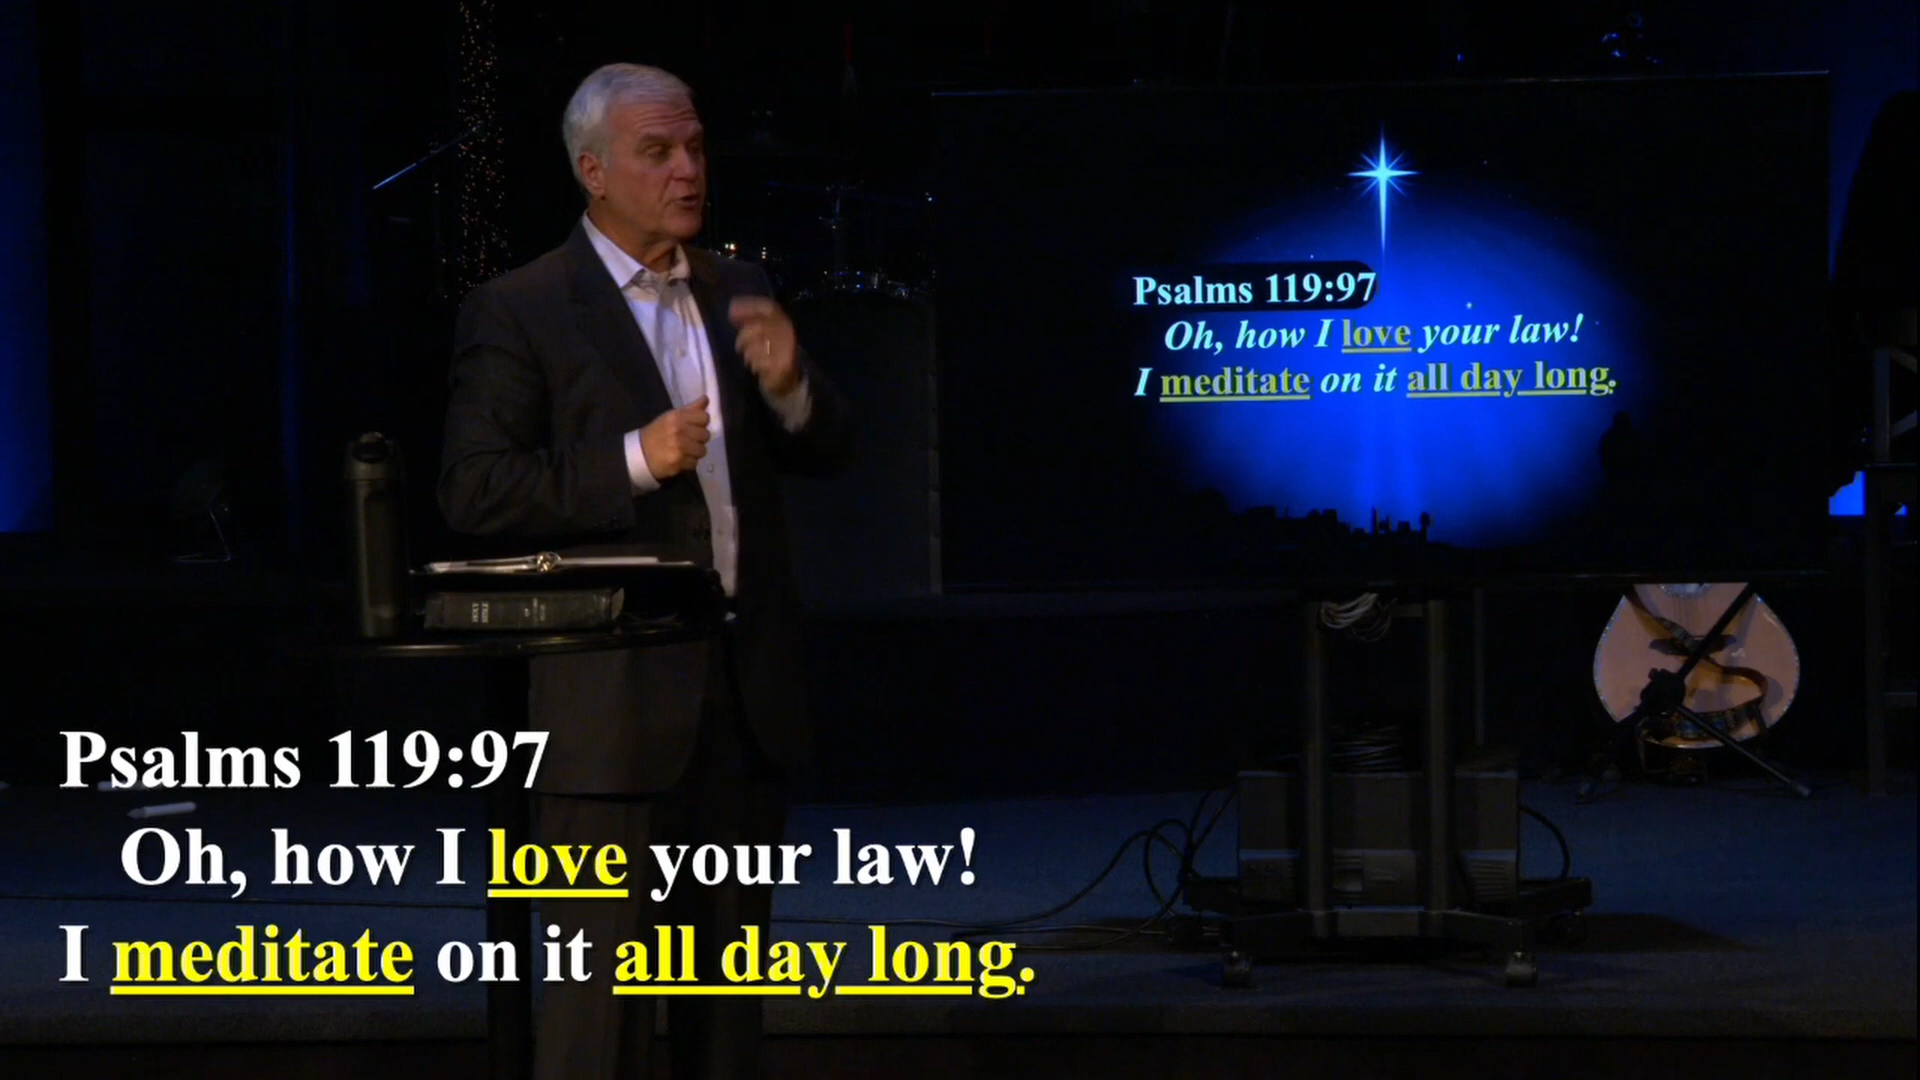 Psalms 119:97
Oh, how I love your law!
I meditate on it all day long.
Psalms 119:97
Oh, how I love your law!
I meditate on it all day long.